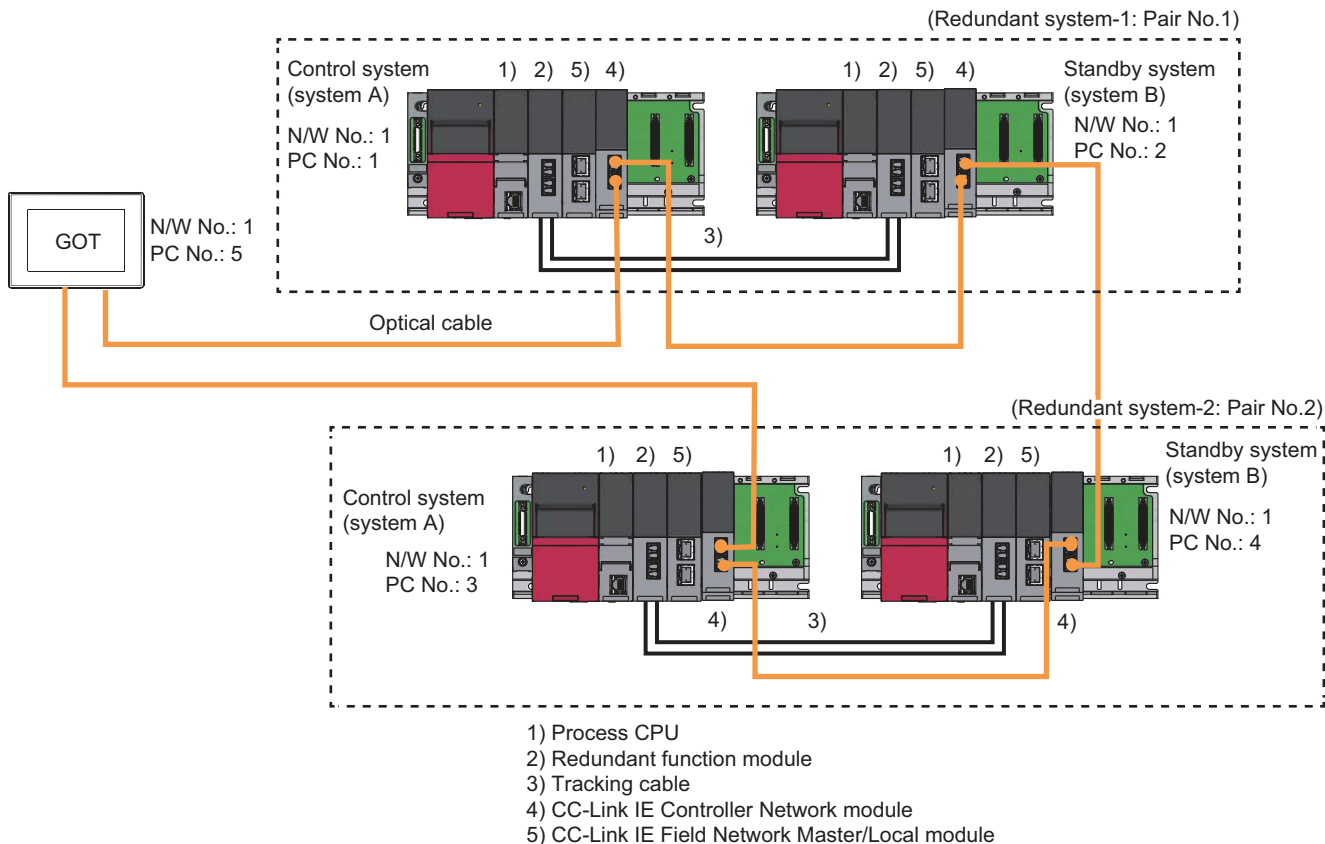 (Redundant system-1: Pair No.1)
Control system
(system A)
N/W No.: 1
PC No.: 1
1) 2) 5) 4)
1) 2) 5) 4)
Standby system
(system B)
N/W No.: 1
PC No.: 2
3)
GOT
N/W No.: 1
PC No.: 5
Optical cable
(Redundant system-2: Pair No.2)
Control system
(system A)
N/W No.: 1
PC No.: 3
1) 2) 5)
1) 2) 5)
Standby system
(system B)
N/W No.: 1
PC No.: 4
4)
3)
4)
1) Process CPU
2) Redundant function module
3) Tracking cable
4) CC-Link IE Controller Network module
5) CC-Link IE Field Network Master/Local module